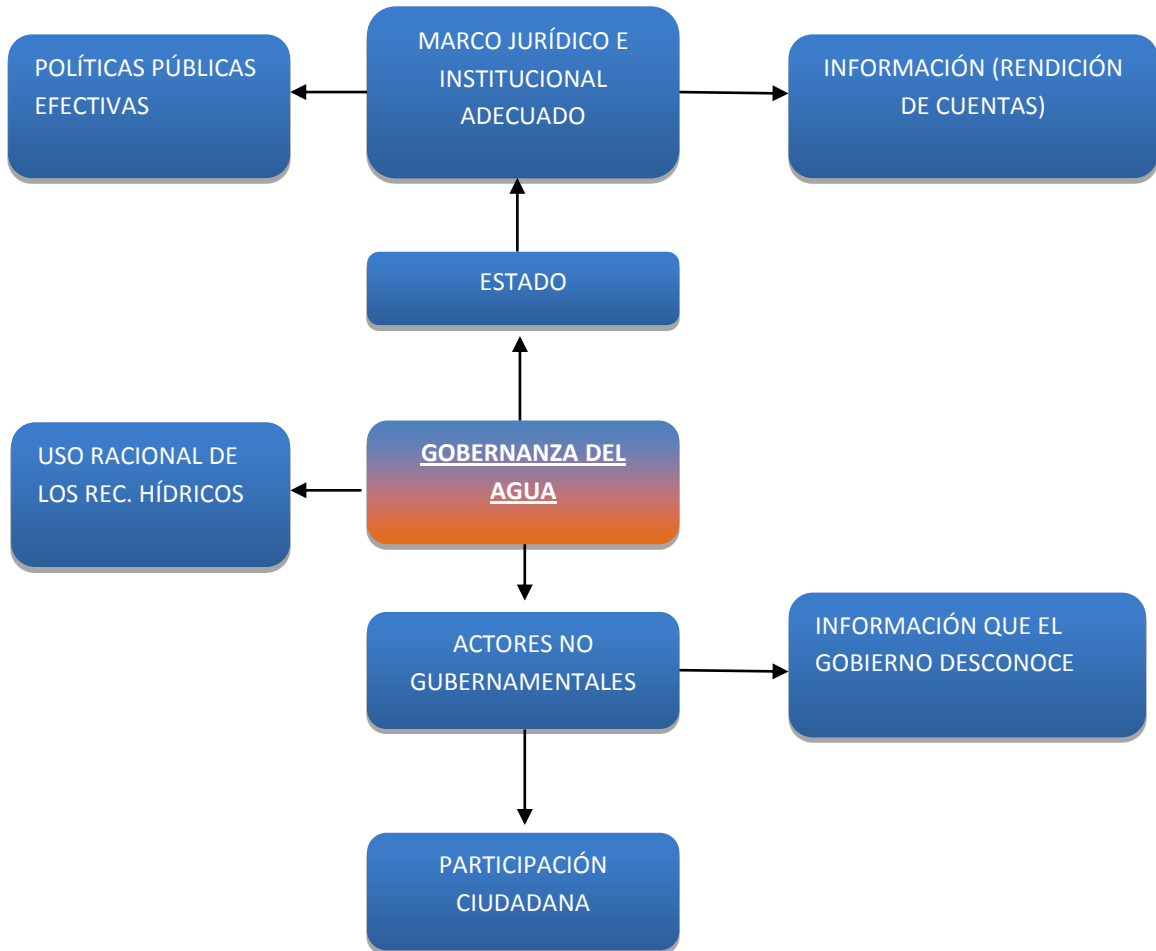 MARCO JURÍDICO E
INSTITUCIONAL
ADECUADO
POLÍTICAS PÚBLICAS
EFECTIVAS
INFORMACIÓN (RENDICIÓN
DE CUENTAS)
ESTADO
GOBERNANZA DEL
AGUA
USO RACIONAL DE
LOS REC. HÍDRICOS
ACTORES NO
GUBERNAMENTALES
INFORMACIÓN QUE EL
GOBIERNO DESCONOCE
PARTICIPACIÓN
CIUDADANA